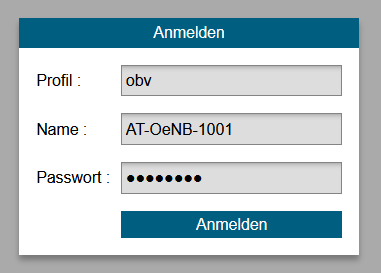 Anmelden
Profil : obv
Name : AT-OeNB-1001
Passwort : ●●●●●●●●
Anmelden